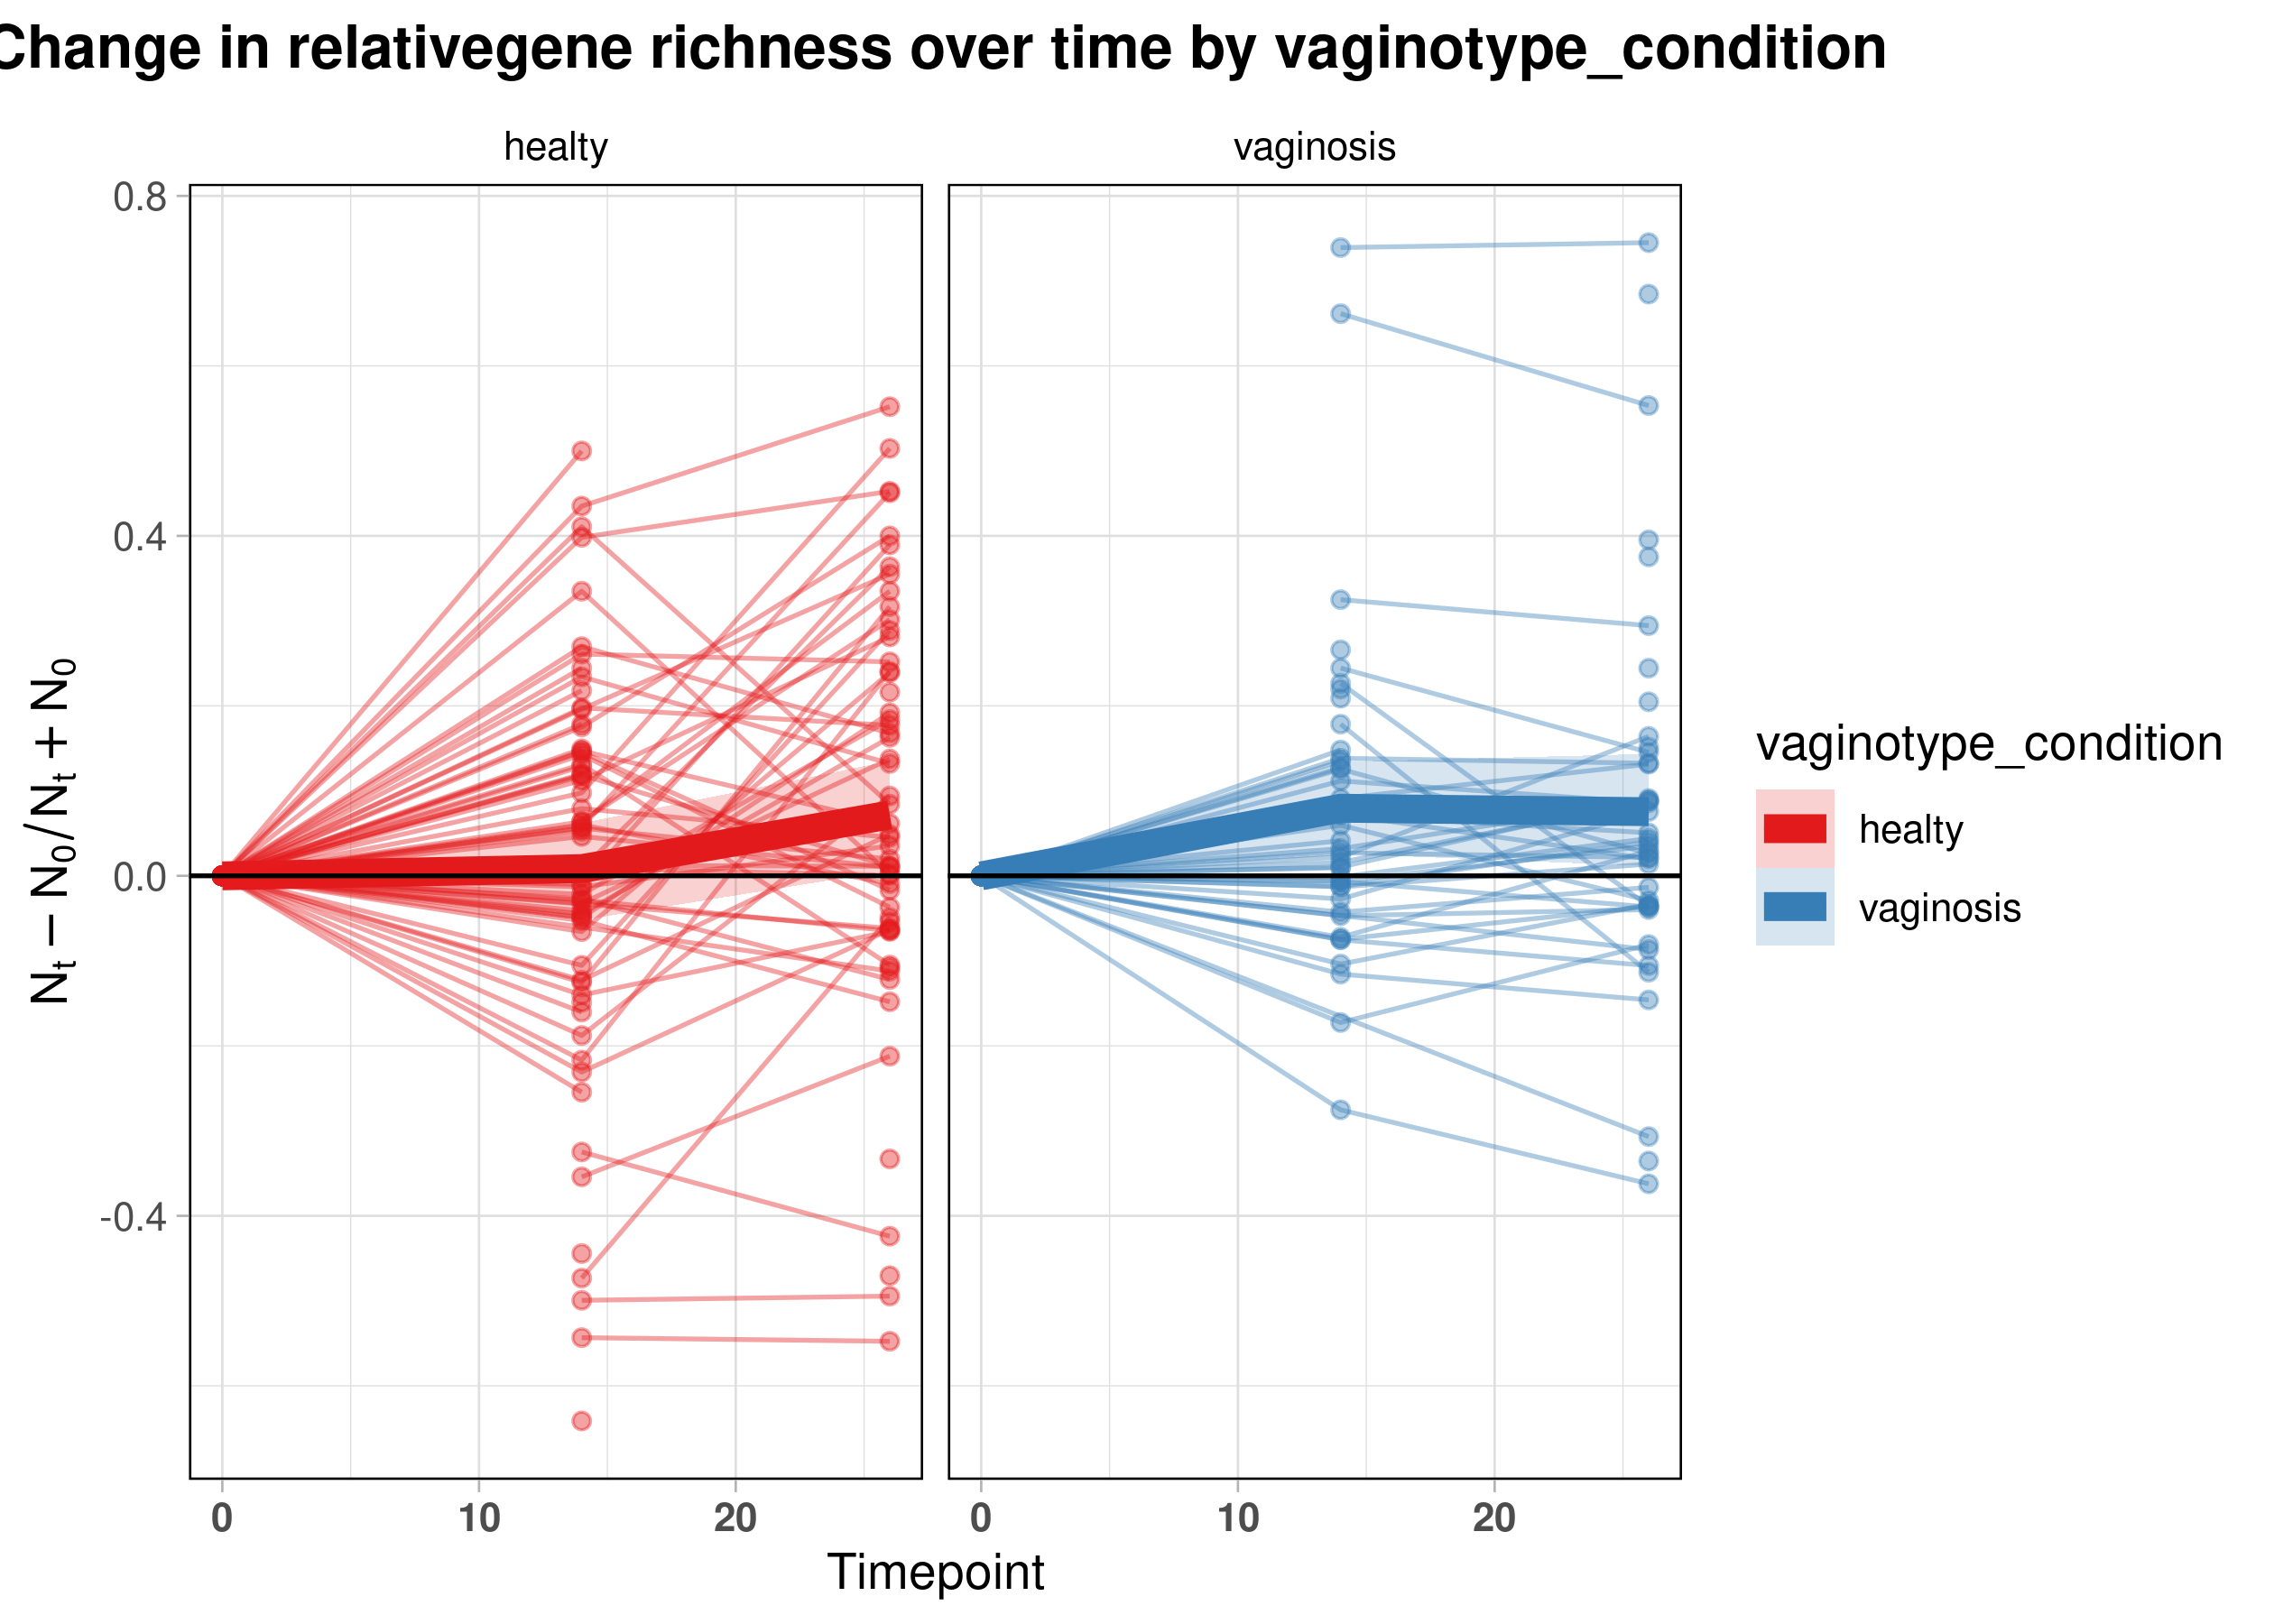 Change in relativegene richness over time by vaginotype_condition
healty
vaginosis
0.8
0.4
0.0
-0.4
Nₜ − N₀/Nₜ + N₀
0
10
20
0
10
20
Timepoint
vaginotype_condition
healty
vaginosis